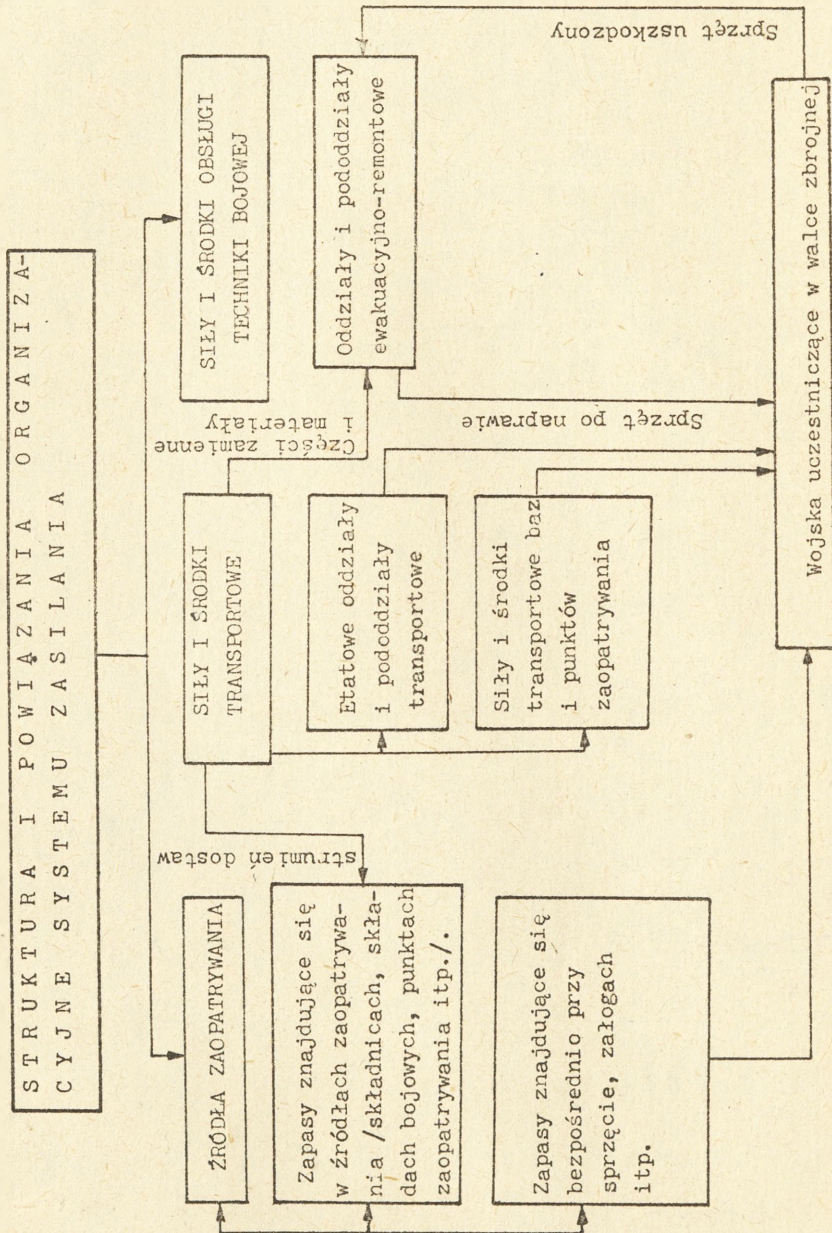 STRUKTURA I POWIĄZANIA ORGANIZA-
CYJNE SYSTEMU ZASILANIA
ŹRÓDŁA ZAOPATRYWANIA
Zapasy znajdujące się
w źródłach zaopatrywa-
nia /składnicach, skła-
dach bojowych, punktach
zaopatrywania itp./.
Zapasy znajdujące się
bezpośrednio przy
sprzęcie, załogach
itp.
strumień dostaw
SIŁY I ŚRODKI
TRANSPORTOWE
Etatowe oddziały
i pododdziały
transportowe
Siły i środki
transportowe baz
i punktów
zaopatrywania
Części zamienne
i materiały
SIŁY I ŚRODKI OBSŁUGI
TECHNIKI BOJOWEJ
Oddziały i pododdziały
ewakuacyjno-remontowe
Sprzęt po naprawie
Sprzęt uszkodzony
Wojska uczestniczące w walce zbrojnej